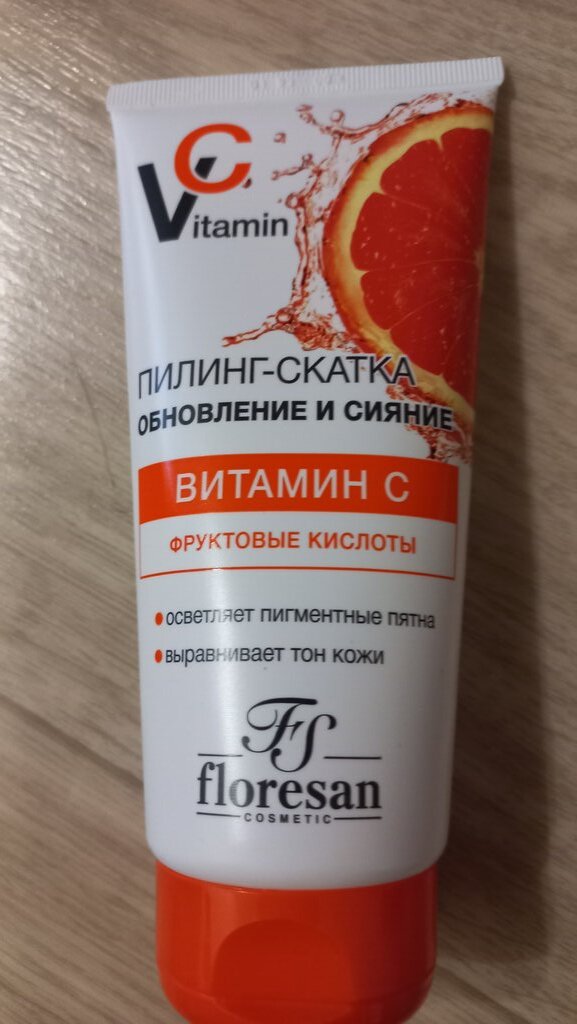 Vitamin C
ПИЛИНГ-СКАТКА
ОБНОВЛЕНИЕ И СИЯНИЕ
ВИТАМИН С
ФРУКТОВЫЕ КИСЛОТЫ
• осветляет пигментные пятна
• выравнивает тон кожи
FS
floresan
COSMETIC